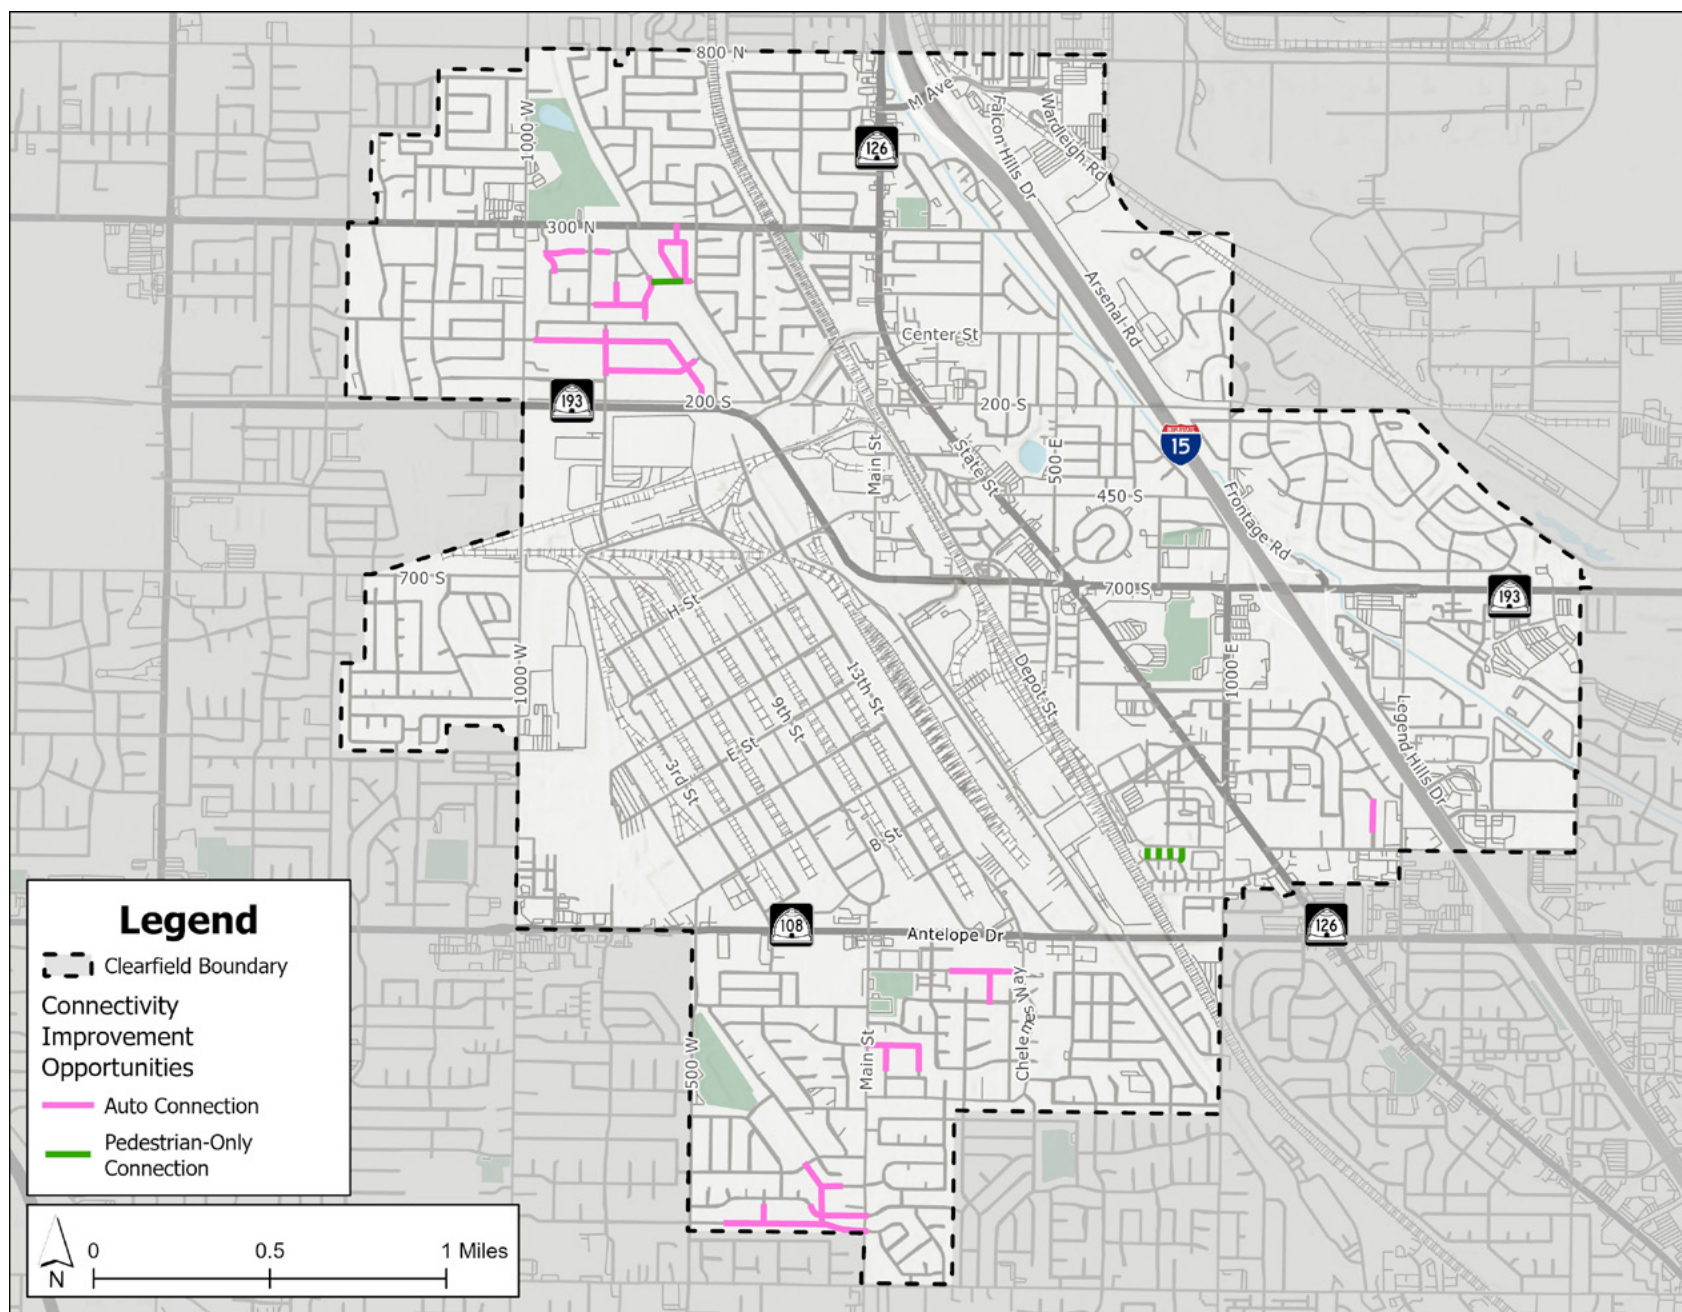 800 N
M Ave
Falcon Hills Dr
Wardleigh Rd
1000 W
126
300 N
Arsenal Rd
Center St
193
200 S
200 S
15
Main St
State St
500 E
450 S
Frontage Rd
700 S
700 S
193
H St
1000 W
Depot St
1000 E
13th St
9th St
E St
3rd St
Legend Hills Dr
B St
108
Antelope Dr
126
Main St
Chelemes Way
500 W
Legend
Clearfield Boundary
Connectivity
Improvement
Opportunities
Auto Connection
Pedestrian-Only
Connection
N
0
0.5
1 Miles